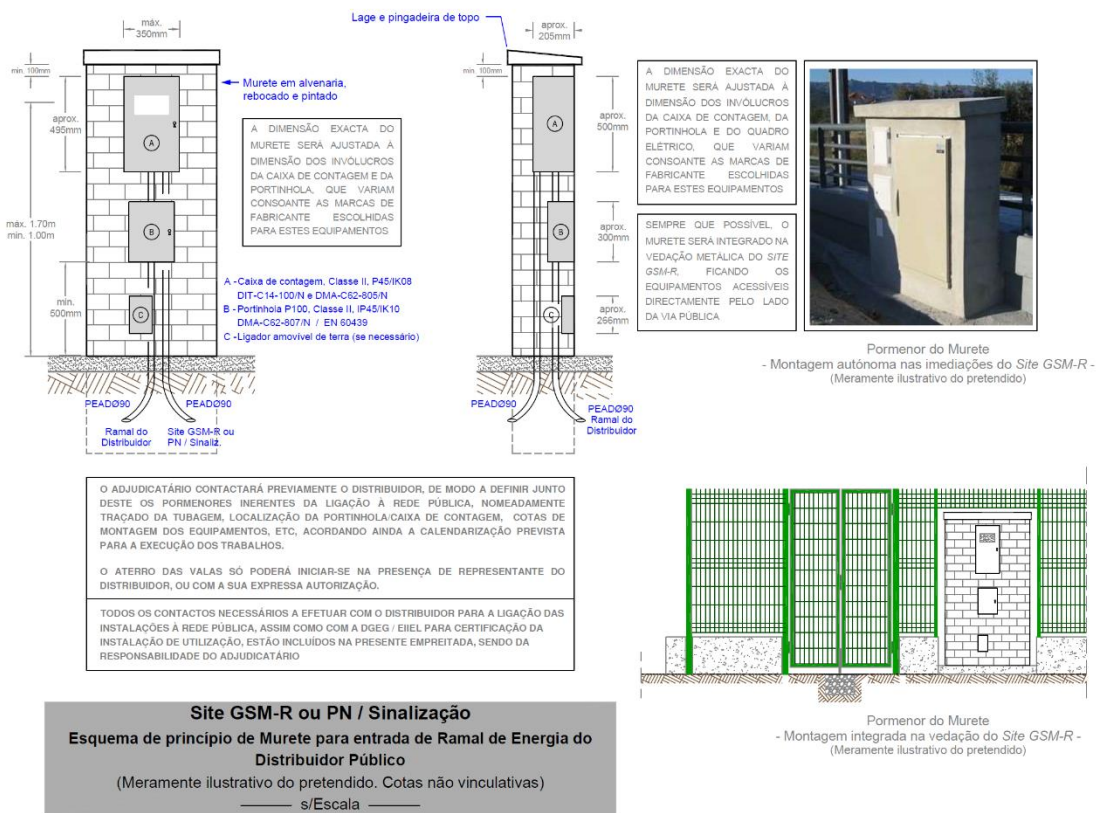 máx.
350mm
Lage e pingadeira de topo
aprox.
205mm
min. 100mm
Murete em alvenaria,
rebocado e pintado
aprox.
495mm
A
A DIMENSÃO EXACTA DO
MURETE SERÁ AJUSTADA À
DIMENSÃO DOS INVÓLUCROS
DA CAIXA DE CONTAGEM E DA
PORTINHOLA, QUE VARIAM
CONSOANTE AS MARCAS DE
FABRICANTE ESCOLHIDAS
PARA ESTES EQUIPAMENTOS
máx. 1.70m
min. 1.00m
B
min.
500mm
C
A -Caixa de contagem, Classe II, P45/IK08
DIT-C14-100/N e DMA-C62-805/N
B - Portinhola P100, Classe II, IP45/IK10
DMA-C62-807/N / EN 60439
C -Ligador amovível de terra (se necessário)
PEADØ90
PEADØ90
Ramal do
Distribuidor
Site GSM-R ou
PN / Sinaliz.
min. 100mm
A
aprox.
500mm
B
aprox.
300mm
C
aprox.
266mm
PEADØ90
PEADØ90
Ramal do
Distribuidor
A DIMENSÃO EXACTA DO
MURETE SERÁ AJUSTADA À
DIMENSÃO DOS INVÓLUCROS
DA CAIXA DE CONTAGEM, DA
PORTINHOLA E DO QUADRO
ELÉTRICO, QUE VARIAM
CONSOANTE AS MARCAS DE
FABRICANTE ESCOLHIDAS
PARA ESTES EQUIPAMENTOS
SEMPRE QUE POSSÍVEL, O
MURETE SERÁ INTEGRADO NA
VEDAÇÃO METÁLICA DO SITE
GSM-R, FICANDO OS
EQUIPAMENTOS ACESSÍVEIS
DIRECTAMENTE PELO LADO
DA VIA PÚBLICA
Pormenor do Murete
- Montagem autónoma nas imediações do Site GSM-R -
(Meramente ilustrativo do pretendido)
O ADJUDICATÁRIO CONTACTARÁ PREVIAMENTE O DISTRIBUIDOR, DE MODO A DEFINIR JUNTO
DESTE OS PORMENORES INERENTES DA LIGAÇÃO À REDE PÚBLICA, NOMEADAMENTE
TRAÇADO DA TUBAGEM, LOCALIZAÇÃO DA PORTINHOLA/CAIXA DE CONTAGEM, COTAS DE
MONTAGEM DOS EQUIPAMENTOS, ETC, ACORDANDO AINDA A CALENDARIZAÇÃO PREVISTA
PARA A EXECUÇÃO DOS TRABALHOS.
O ATERRO DAS VALAS SÓ PODERÁ INICIAR-SE NA PRESENÇA DE REPRESENTANTE DO
DISTRIBUIDOR, OU COM A SUA EXPRESSA AUTORIZAÇÃO.
TODOS OS CONTACTOS NECESSÁRIOS A EFETUAR COM O DISTRIBUIDOR PARA A LIGAÇÃO DAS
INSTALAÇÕES À REDE PÚBLICA, ASSIM COMO COM A DGEG / EIIEL PARA CERTIFICAÇÃO DA
INSTALAÇÃO DE UTILIZAÇÃO, ESTÃO INCLUÍDOS NA PRESENTE EMPREITADA, SENDO DA
RESPONSABILIDADE DO ADJUDICATÁRIO
Pormenor do Murete
- Montagem integrada na vedação do Site GSM-R -
(Meramente ilustrativo do pretendido)
Site GSM-R ou PN / Sinalização
Esquema de princípio de Murete para entrada de Ramal de Energia do
Distribuidor Público
(Meramente ilustrativo do pretendido. Cotas não vinculativas)
s/Escala